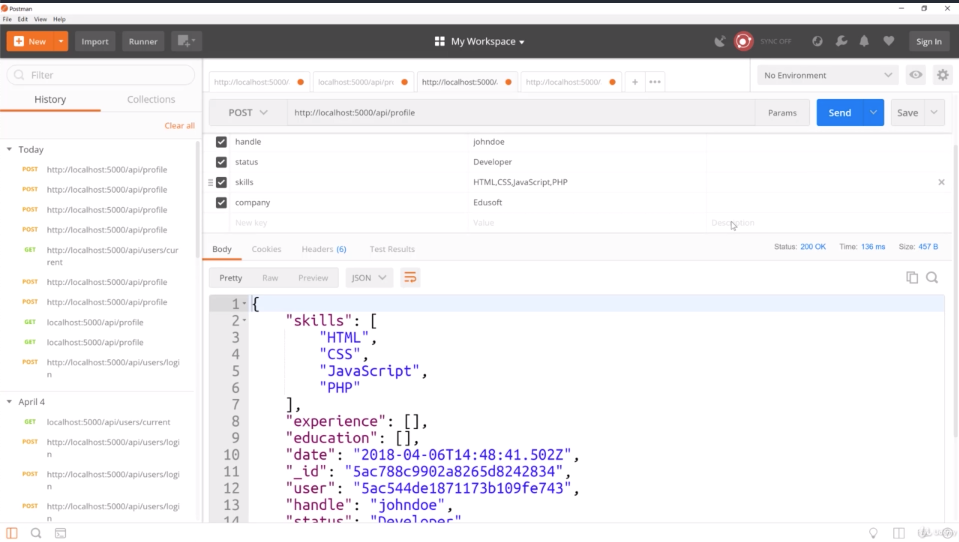 Postman
File Edit View Help
New Import Runner My Workspace SYNC OFF Sign In
Filter
History Collections
Clear all
Today
POST http://localhost:5000/api/profile
POST http://localhost:5000/api/profile
POST http://localhost:5000/api/profile
POST http://localhost:5000/api/profile
GET http://localhost:5000/api/users/cur
rent
POST http://localhost:5000/api/profile
POST http://localhost:5000/api/profile
GET localhost:5000/api/profile
GET localhost:5000/api/profile
POST http://localhost:5000/api/users/logi
n
April 4
GET localhost:5000/api/users/current
POST http://localhost:5000/api/users/logi
n
POST http://localhost:5000/api/users/logi
n
POST http://localhost:5000/api/users/logi
n
http://localhost:5000/ localhost:5000/api/pr http://localhost:5000/ http://localhost:5000/ + No Environment
POST http://localhost:5000/api/profile Params Send Save
handle johndoe
status Developer
skills HTML,CSS,JavaScript,PHP
company Edusoft
New key Value Description
Body Cookies Headers (6) Test Results Status: 200 OK Time: 136 ms Size: 457 B
Pretty Raw Preview JSON
1 {
2 "skills": [
3 "HTML",
4 "CSS",
5 "JavaScript",
6 "PHP"
7 ],
8 "experience": [],
9 "education": [],
10 "date": "2018-04-06T14:48:41.502Z",
11 "_id": "5ac788c9902a8265d8242834",
12 "user": "5ac544de1871173b109fe743",
13 "handle": "johndoe",
14 "status": "Developer"